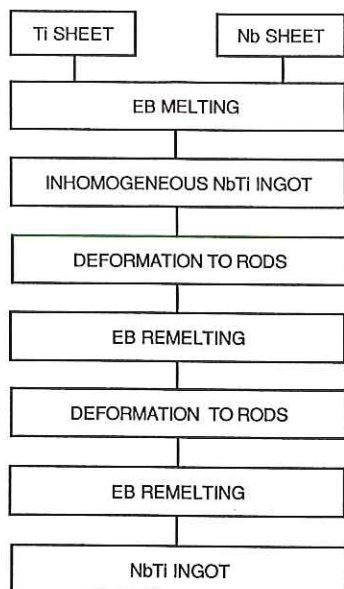 Ti SHEET
Nb SHEET
EB MELTING
INHOMOGENEOUS NbTi INGOT
DEFORMATION TO RODS
EB REMELTING
DEFORMATION TO RODS
EB REMELTING
NbTi INGOT